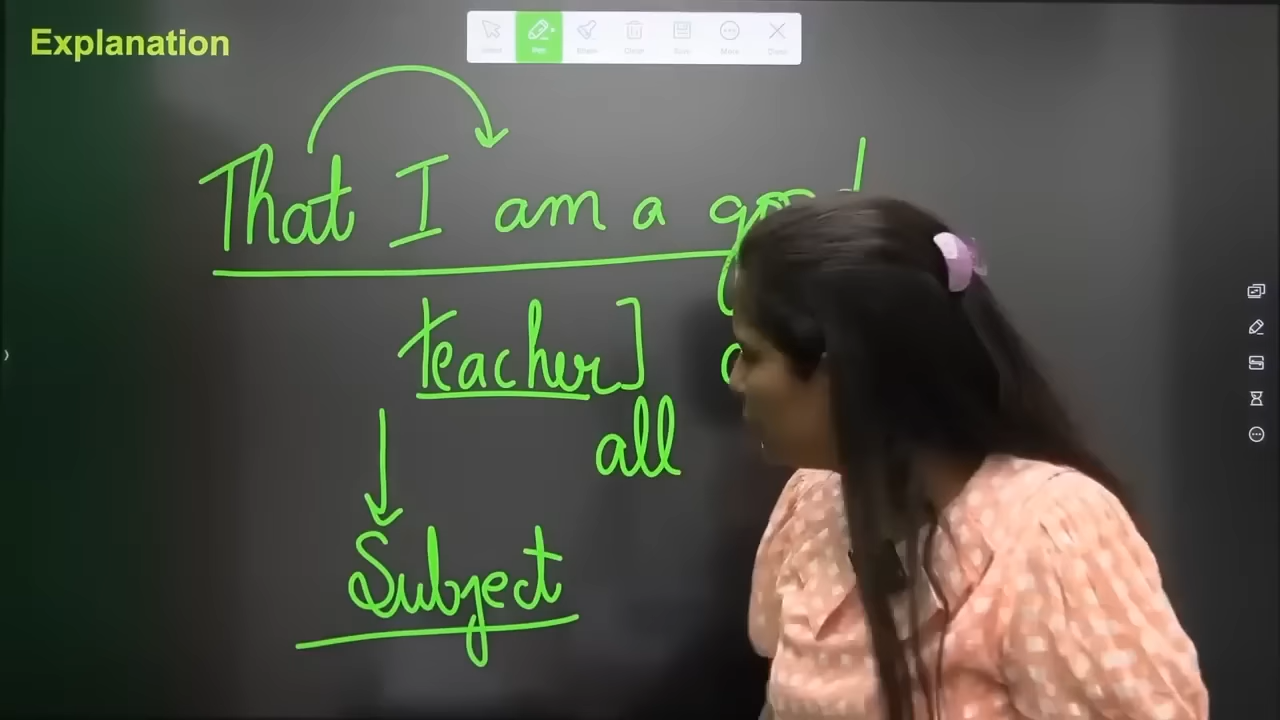 Explanation
That I am a
teacher]
all
Subject